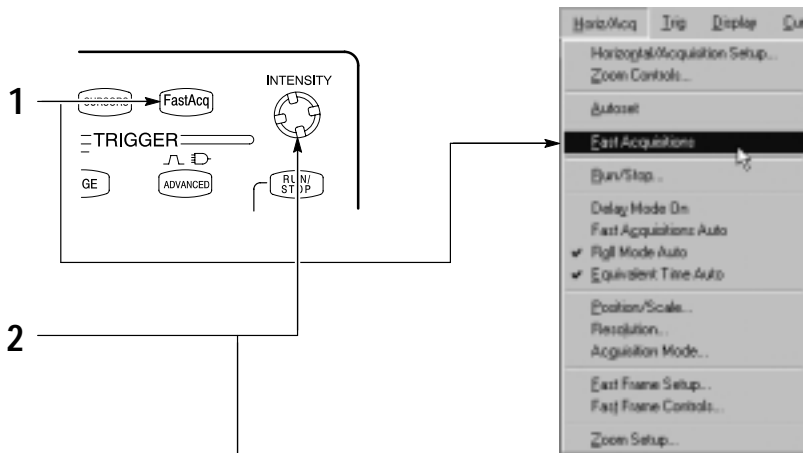 1
CURSORS
FastAcq
INTENSITY
TRIGGER
GE
ADVANCED
RUN/
STOP
2
Horiz/Acq Trig Display Cu
Horizontal/Acquisition Setup...
Zoom Controls...
Autoset
Fast Acquisitions
Run/Stop...
Delay Mode On
Fast Acquisitions Auto
Roll Mode Auto
Equivalent Time Auto
Position/Scale...
Resolution...
Acquisition Mode...
Fast Frame Setup...
Fast Frame Controls...
Zoom Setup...